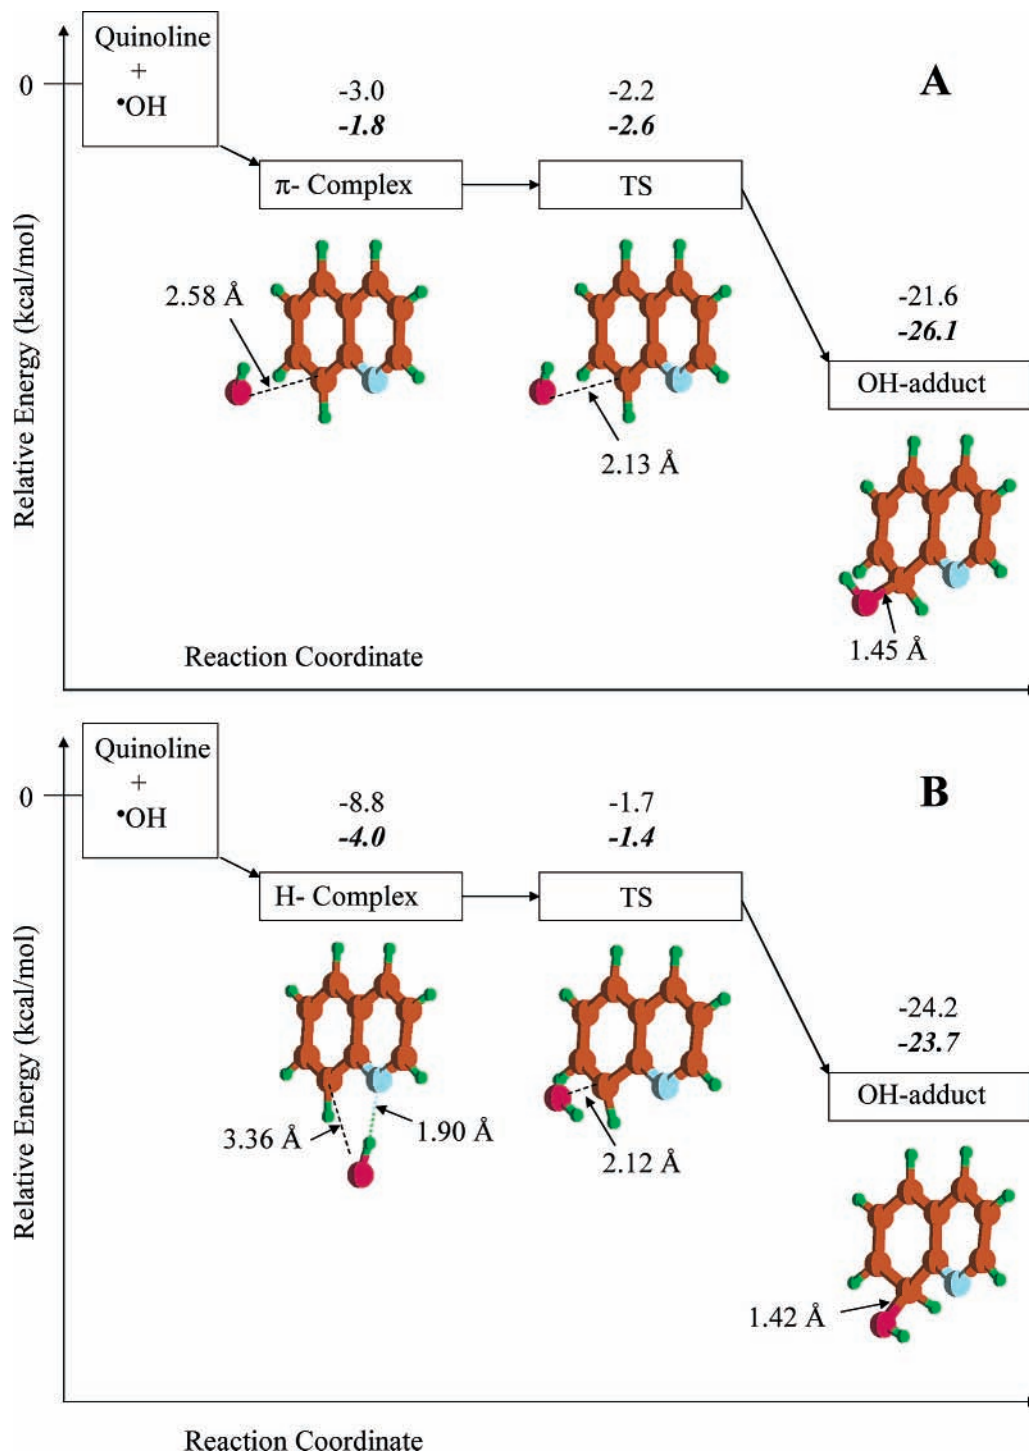 Quinoline
+
•OH
0
-3.0
-1.8
-2.2
-2.6
A
π- Complex
TS
2.58 Å
2.13 Å
-21.6
-26.1
OH-adduct
1.45 Å
Relative Energy (kcal/mol)
Reaction Coordinate
Quinoline
+
•OH
0
-8.8
-4.0
-1.7
-1.4
B
H- Complex
TS
3.36 Å
1.90 Å
2.12 Å
-24.2
-23.7
OH-adduct
1.42 Å
Relative Energy (kcal/mol)
Reaction Coordinate